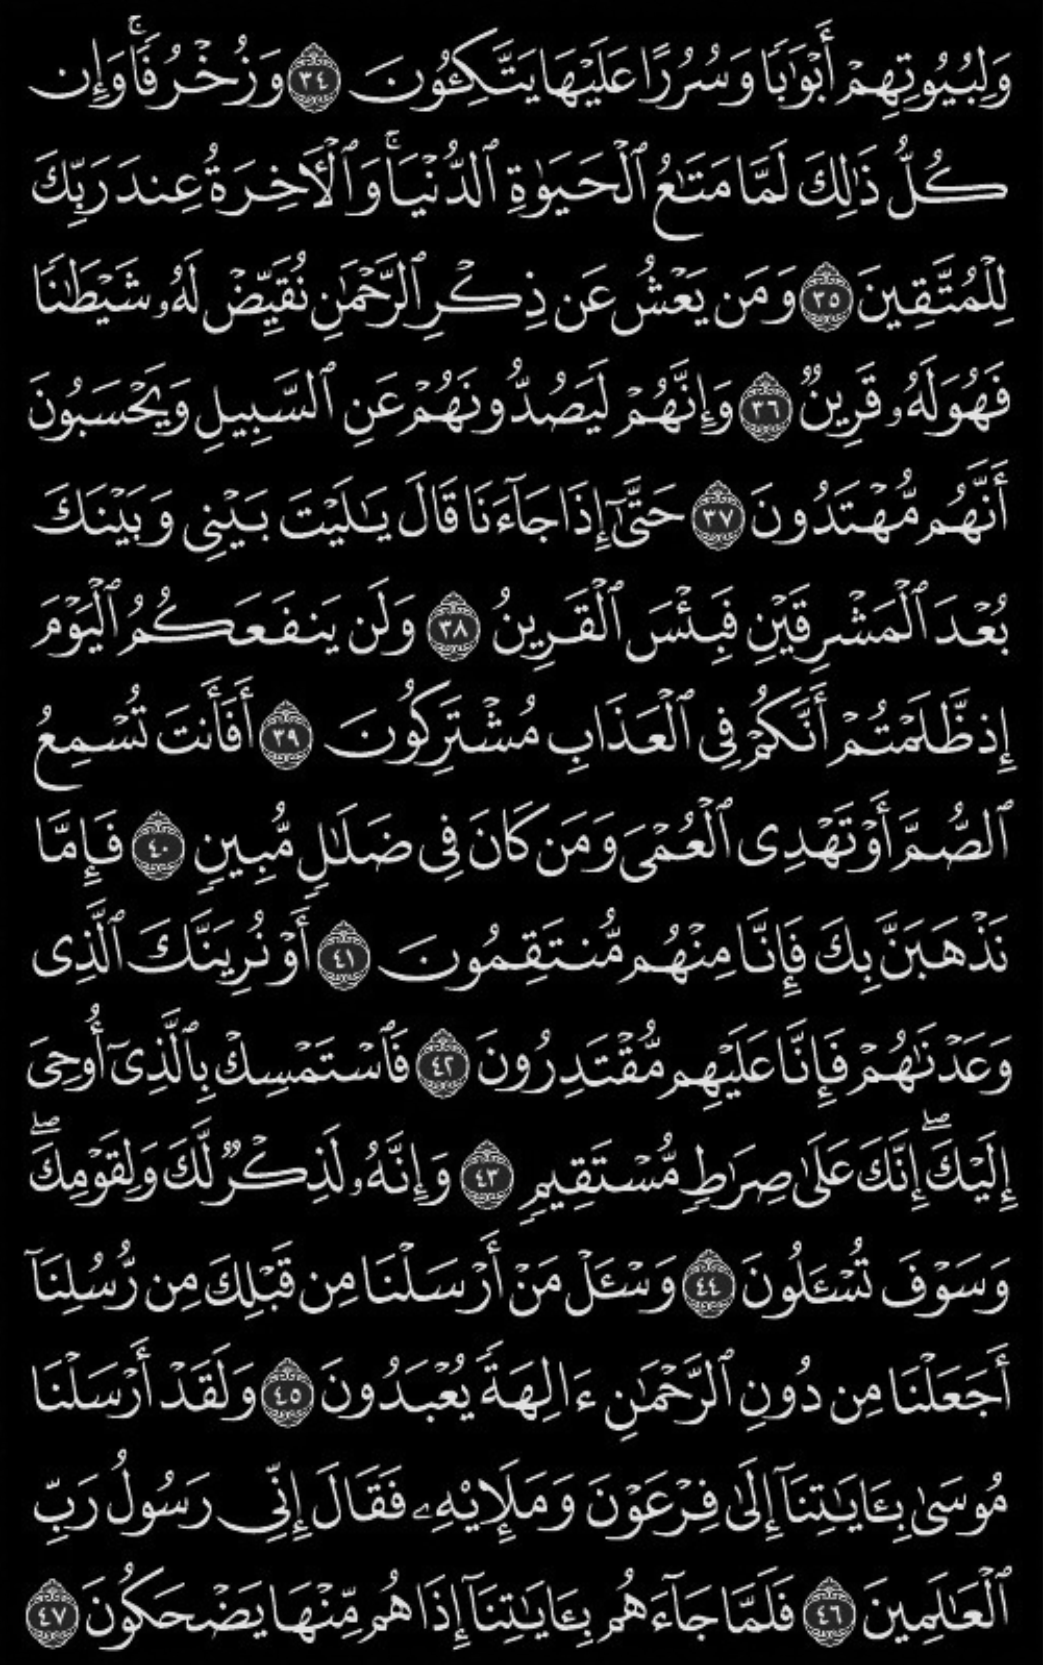 وَلِبُيُوتِهِمْ أَبْوَٰبًا وَسُرُرًا عَلَيْهَا يَتَّكِـُٔونَ ٣٤ وَزُخْرُفًا ۚ وَإِن
كُلُّ ذَٰلِكَ لَمَّا مَتَـٰعُ ٱلْحَيَوٰةِ ٱلدُّنْيَا ۚ وَٱلْـَٔاخِرَةُ عِندَ رَبِّكَ
لِلْمُتَّقِينَ ٣٥ وَمَن يَعْشُ عَن ذِكْرِ ٱلرَّحْمَـٰنِ نُقَيِّضْ لَهُۥ شَيْطَـٰنًا
فَهُوَ لَهُۥ قَرِينٌ ٣٦ وَإِنَّهُمْ لَيَصُدُّونَهُمْ عَنِ ٱلسَّبِيلِ وَيَحْسَبُونَ
أَنَّهُم مُّهْتَدُونَ ٣٧ حَتَّىٰٓ إِذَا جَآءَنَا قَالَ يَـٰلَيْتَ بَيْنِى وَبَيْنَكَ
بُعْدَ ٱلْمَشْرِقَيْنِ فَبِئْسَ ٱلْقَرِينُ ٣٨ وَلَن يَنفَعَكُمُ ٱلْيَوْمَ
إِذ ظَّلَمْتُمْ أَنَّكُمْ فِى ٱلْعَذَابِ مُشْتَرِكُونَ ٣٩ أَفَأَنتَ تُسْمِعُ
ٱلصُّمَّ أَوْ تَهْدِى ٱلْعُمْىَ وَمَن كَانَ فِى ضَلَـٰلٍ مُّبِينٍ ٤٠ فَإِمَّا
نَذْهَبَنَّ بِكَ فَإِنَّا مِنْهُم مُّنتَقِمُونَ ٤١ أَوْ نُرِيَنَّكَ ٱلَّذِى
وَعَدْنَـٰهُمْ فَإِنَّا عَلَيْهِم مُّقْتَدِرُونَ ٤٢ فَٱسْتَمْسِكْ بِٱلَّذِىٓ أُوحِىَ
إِلَيْكَ ۖ إِنَّكَ عَلَىٰ صِرَٰطٍ مُّسْتَقِيمٍ ٤٣ وَإِنَّهُۥ لَذِكْرٌ لَّكَ وَلِقَوْمِكَ ۖ
وَسَوْفَ تُسْـَٔلُونَ ٤٤ وَسْـَٔلْ مَنْ أَرْسَلْنَا مِن قَبْلِكَ مِن رُّسُلِنَآ
أَجَعَلْنَا مِن دُونِ ٱلرَّحْمَـٰنِ ءَالِهَةً يُعْبَدُونَ ٤٥ وَلَقَدْ أَرْسَلْنَا
مُوسَىٰ بِـَٔايَـٰتِنَآ إِلَىٰ فِرْعَوْنَ وَمَلَإِي۟هِۦ فَقَالَ إِنِّى رَسُولُ رَبِّ
ٱلْعَـٰلَمِينَ ٤٦ فَلَمَّا جَآءَهُم بِـَٔايَـٰتِنَآ إِذَا هُم مِّنْهَا يَضْحَكُونَ ٤٧